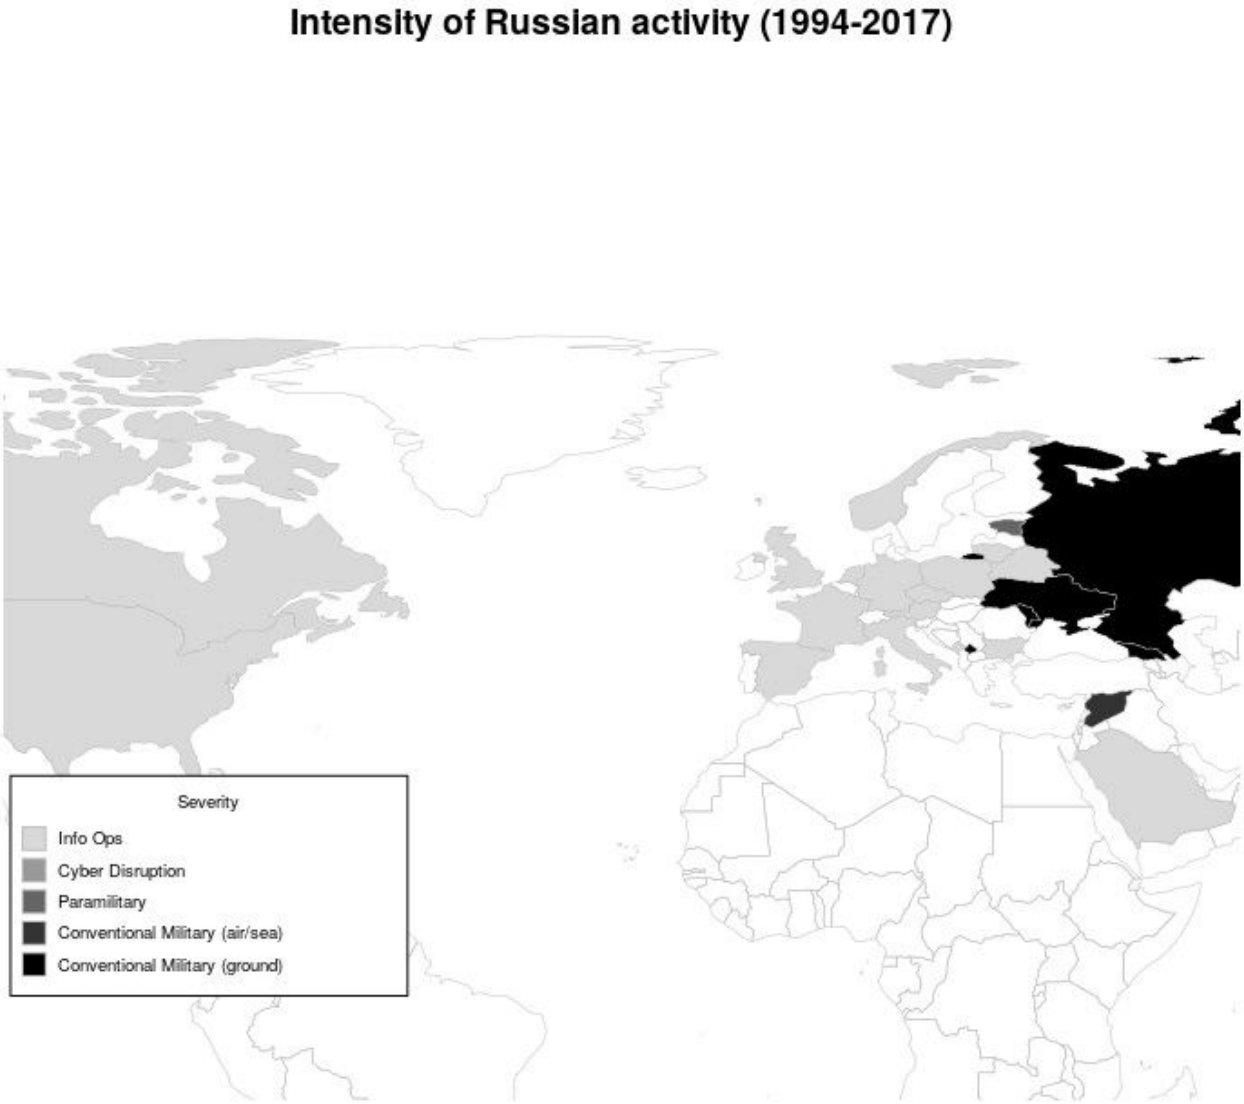 Intensity of Russian activity (1994-2017)
Severity
Info Ops
Cyber Disruption
Paramilitary
Conventional Military (air/sea)
Conventional Military (ground)